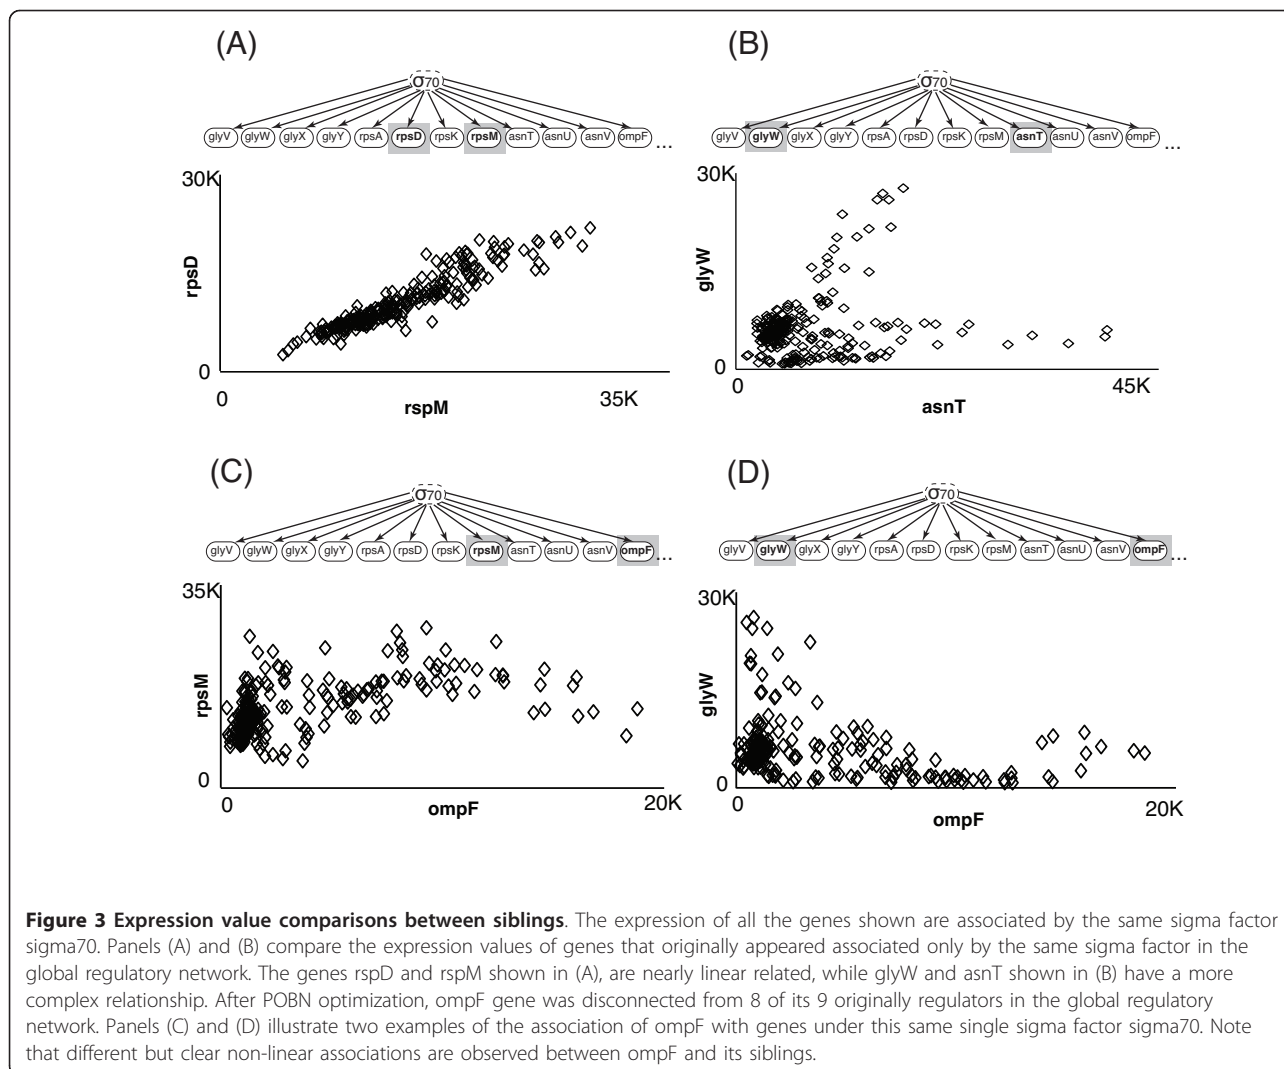 (A)
σ70
glyV glyW glyX glyY rpsA rpsD rpsK rpsM asnT asnU asnV ompF ...
30K
rpsD
0
0 35K
rspM
(B)
σ70
glyV glyW glyX glyY rpsA rpsD rpsK rpsM asnT asnU asnV ompF ...
30K
glyW
0
0 45K
asnT
(C)
σ70
glyV glyW glyX glyY rpsA rpsD rpsK rpsM asnT asnU asnV ompF ...
35K
rpsM
0
0 20K
ompF
(D)
σ70
glyV glyW glyX glyY rpsA rpsD rpsK rpsM asnT asnU asnV ompF ...
30K
glyW
0
0 20K
ompF
Figure 3 Expression value comparisons between siblings. The expression of all the genes shown are associated by the same sigma factor
sigma70. Panels (A) and (B) compare the expression values of genes that originally appeared associated only by the same sigma factor in the
global regulatory network. The genes rspD and rspM shown in (A), are nearly linear related, while glyW and asnT shown in (B) have a more
complex relationship. After POBN optimization, ompF gene was disconnected from 8 of its 9 originally regulators in the global regulatory
network. Panels (C) and (D) illustrate two examples of the association of ompF with genes under this same single sigma factor sigma70. Note
that different but clear non-linear associations are observed between ompF and its siblings.